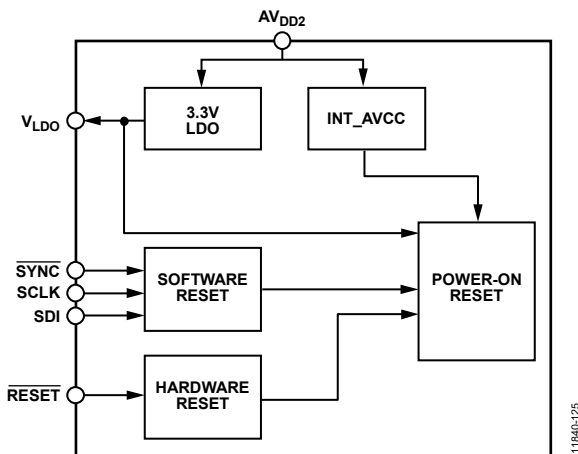 AVDD2
3.3V
LDO
INT_AVCC
VLDO
POWER-ON
RESET
SYNC
SCLK
SDI
SOFTWARE
RESET
RESET
HARDWARE
RESET
11840-125